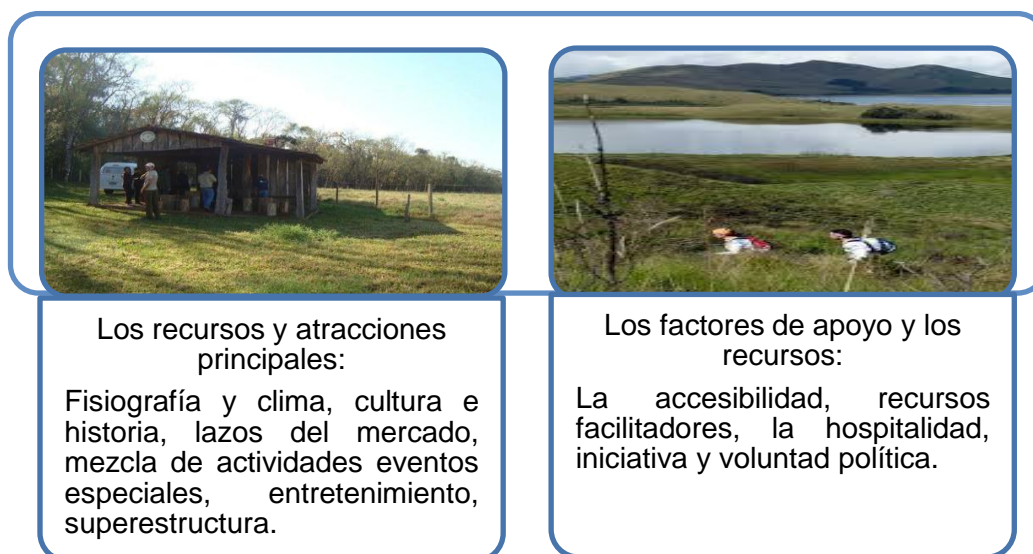 Los recursos y atracciones
principales:
Fisiografía y clima, cultura e
historia, lazos del mercado,
mezcla de actividades eventos
especiales, entretenimiento,
superestructura.
Los factores de apoyo y los
recursos:
La accesibilidad, recursos
facilitadores, la hospitalidad,
iniciativa y voluntad política.